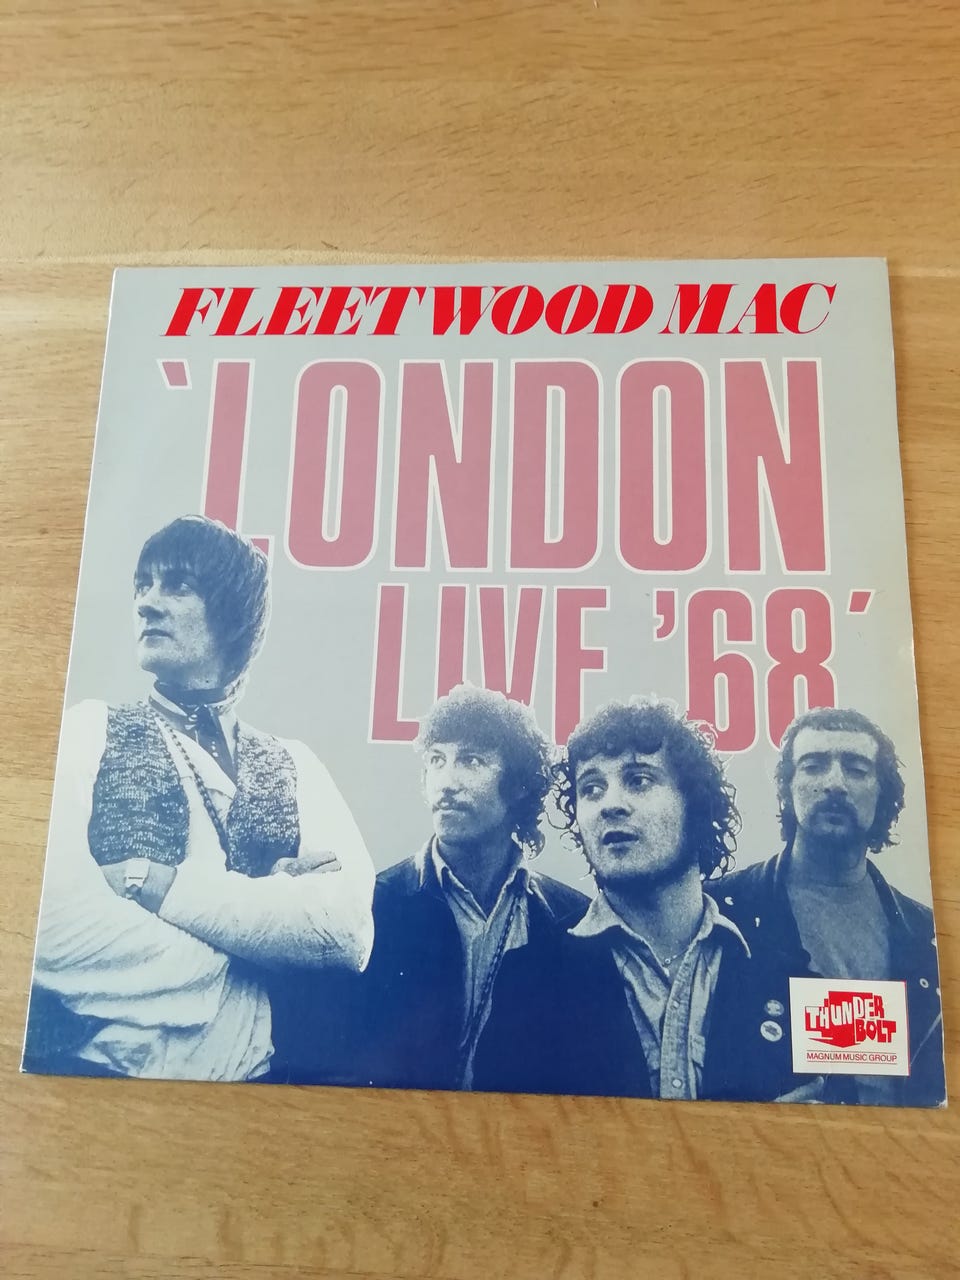 FLEETWOOD MAC
'LONDON
LIVE '68'
THUNDER
BOLT
MAGNUM MUSIC GROUP